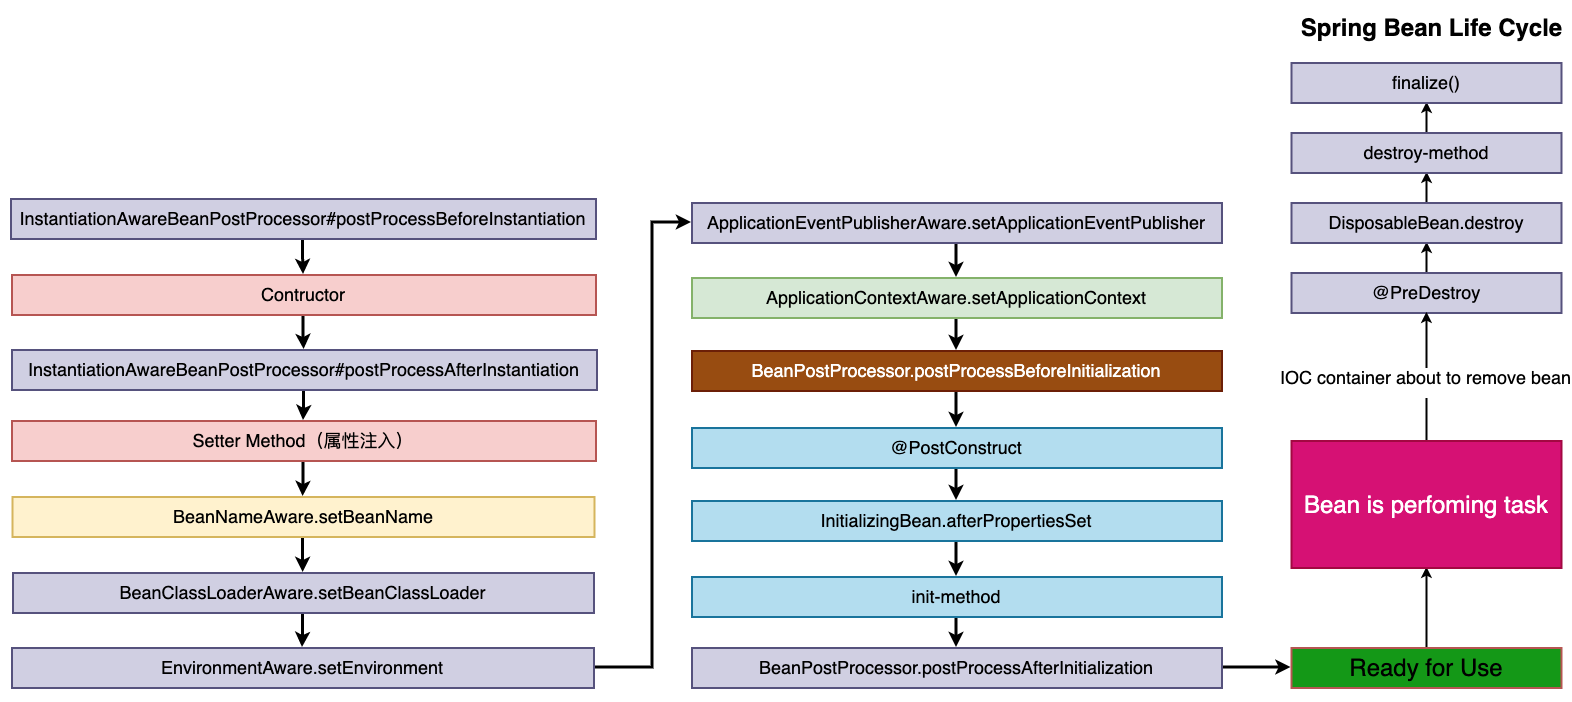 Spring Bean Life Cycle
InstantiationAwareBeanPostProcessor#postProcessBeforeInstantiation
Contructor
InstantiationAwareBeanPostProcessor#postProcessAfterInstantiation
Setter Method（属性注入）
BeanNameAware.setBeanName
BeanClassLoaderAware.setBeanClassLoader
EnvironmentAware.setEnvironment
ApplicationEventPublisherAware.setApplicationEventPublisher
ApplicationContextAware.setApplicationContext
BeanPostProcessor.postProcessBeforeInitialization
@PostConstruct
InitializingBean.afterPropertiesSet
init-method
BeanPostProcessor.postProcessAfterInitialization
Ready for Use
Bean is perfoming task
IOC container about to remove bean
@PreDestroy
DisposableBean.destroy
destroy-method
finalize()